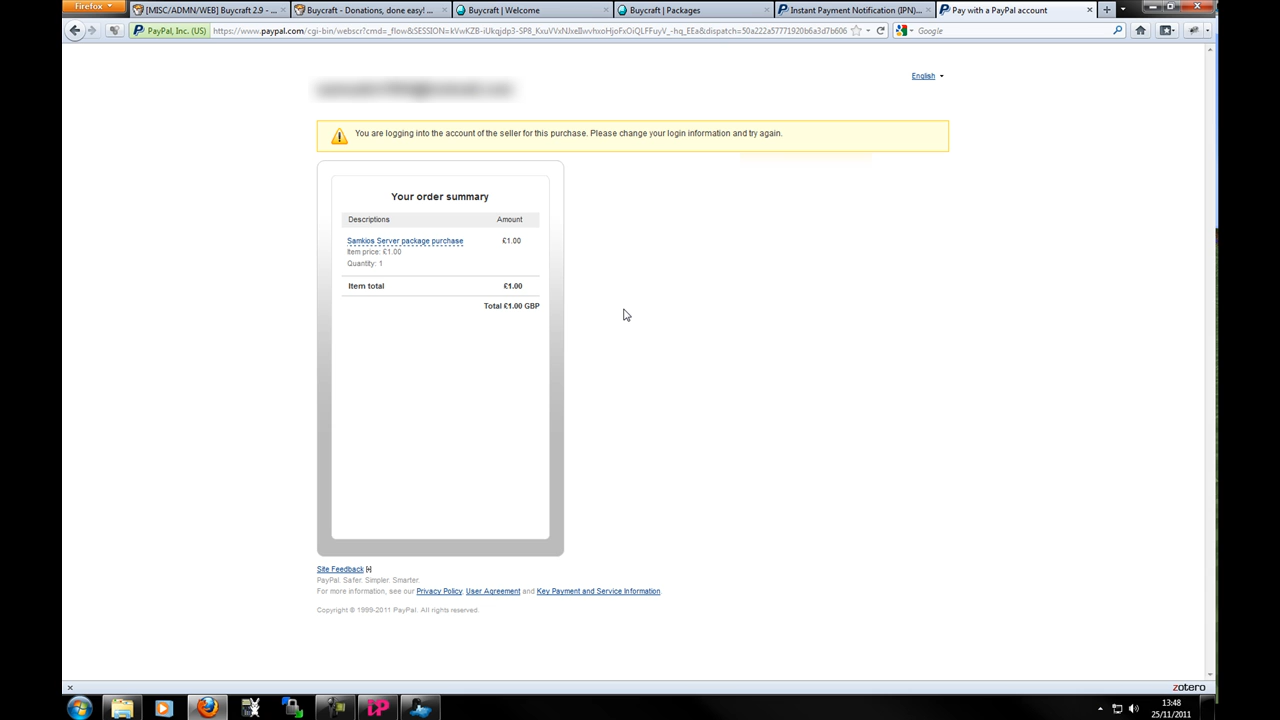 Firefox
[MISC/ADMN/WEB] Buycraft 2.9 - ...
Buycraft - Donations, done easy! ...
Buycraft | Welcome
Buycraft | Packages
Instant Payment Notification (IPN)...
Pay with a PayPal account
PayPal, Inc. (US)
Google
English
You are logging into the account of the seller for this purchase. Please change your login information and try again.
Your order summary
Descriptions Amount
Samkios Server package purchase £1.00
Item price: £1.00
Quantity: 1
Item total £1.00
Total £1.00 GBP
Site Feedback [+]
PayPal. Safer. Simpler. Smarter.
For more information, see our Privacy Policy, User Agreement and Key Payment and Service Information.
Copyright © 1999-2011 PayPal. All rights reserved.
zotero
13:48
25/11/2011